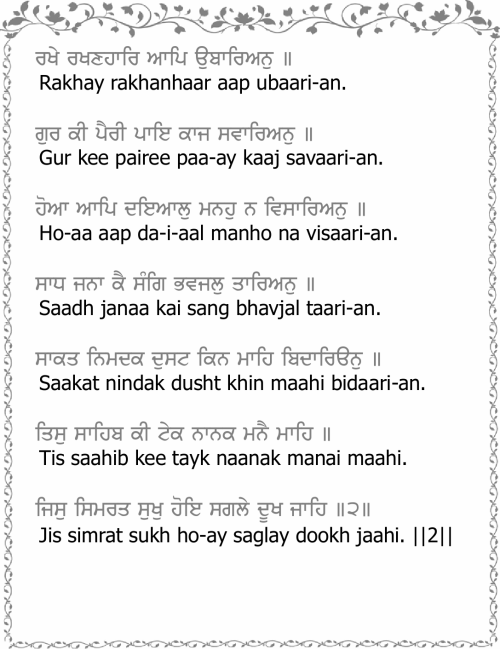 ਰਖੇ ਰਖਣਹਾਰਿ ਆਪਿ ਉਬਾਰਿਅਨੁ ॥
Rakhay rakhanhaar aap ubaari-an.
ਗੁਰ ਕੀ ਪੈਰੀ ਪਾਇ ਕਾਜ ਸਵਾਰਿਅਨੁ ॥
Gur kee pairee paa-ay kaaj savaari-an.
ਹੋਆ ਆਪਿ ਦਇਆਲੁ ਮਨਹੁ ਨ ਵਿਸਾਰਿਅਨੁ ॥
Ho-aa aap da-i-aal manho na visaari-an.
ਸਾਧ ਜਨਾ ਕੈ ਸੰਗਿ ਭਵਜਲੁ ਤਾਰਿਅਨੁ ॥
Saadh janaa kai sang bhavjal taari-an.
ਸਾਕਤ ਨਿਮਦਕ ਦੁਸਟ ਕਿਨ ਮਾਹਿ ਬਿਦਾਰਿੳਨੁ ॥
Saakat nindak dusht khin maahi bidaari-an.
ਤਿਸੁ ਸਾਹਿਬ ਕੀ ਟੇਕ ਨਾਨਕ ਮਨੈ ਮਾਹਿ ॥
Tis saahib kee tayk naanak manai maahi.
ਜਿਸੁ ਸਿਮਰਤ ਸੁਖੁ ਹੋਇ ਸਗਲੇ ਦੂਖ ਜਾਹਿ ॥੨॥
Jis simrat sukh ho-ay saglay dookh jaahi. ||2||